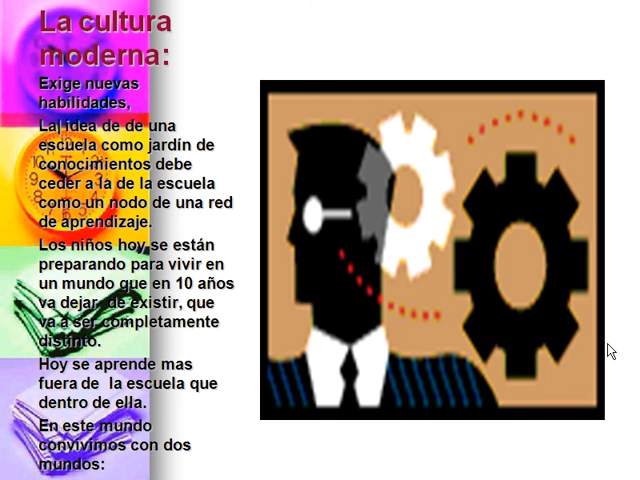 La cultura
moderna:
Exige nuevas
habilidades,
La| idea de de una
escuela como jardín de
conocimientos debe
ceder a la de la escuela
como un nodo de una red
de aprendizaje.
Los niños hoy se están
preparando para vivir en
un mundo que en 10 años
va dejar de existir, que
va a ser completamente
distinto.
Hoy se aprende mas
fuera de la escuela que
dentro de ella.
En este mundo
convivimos con dos
mundos: